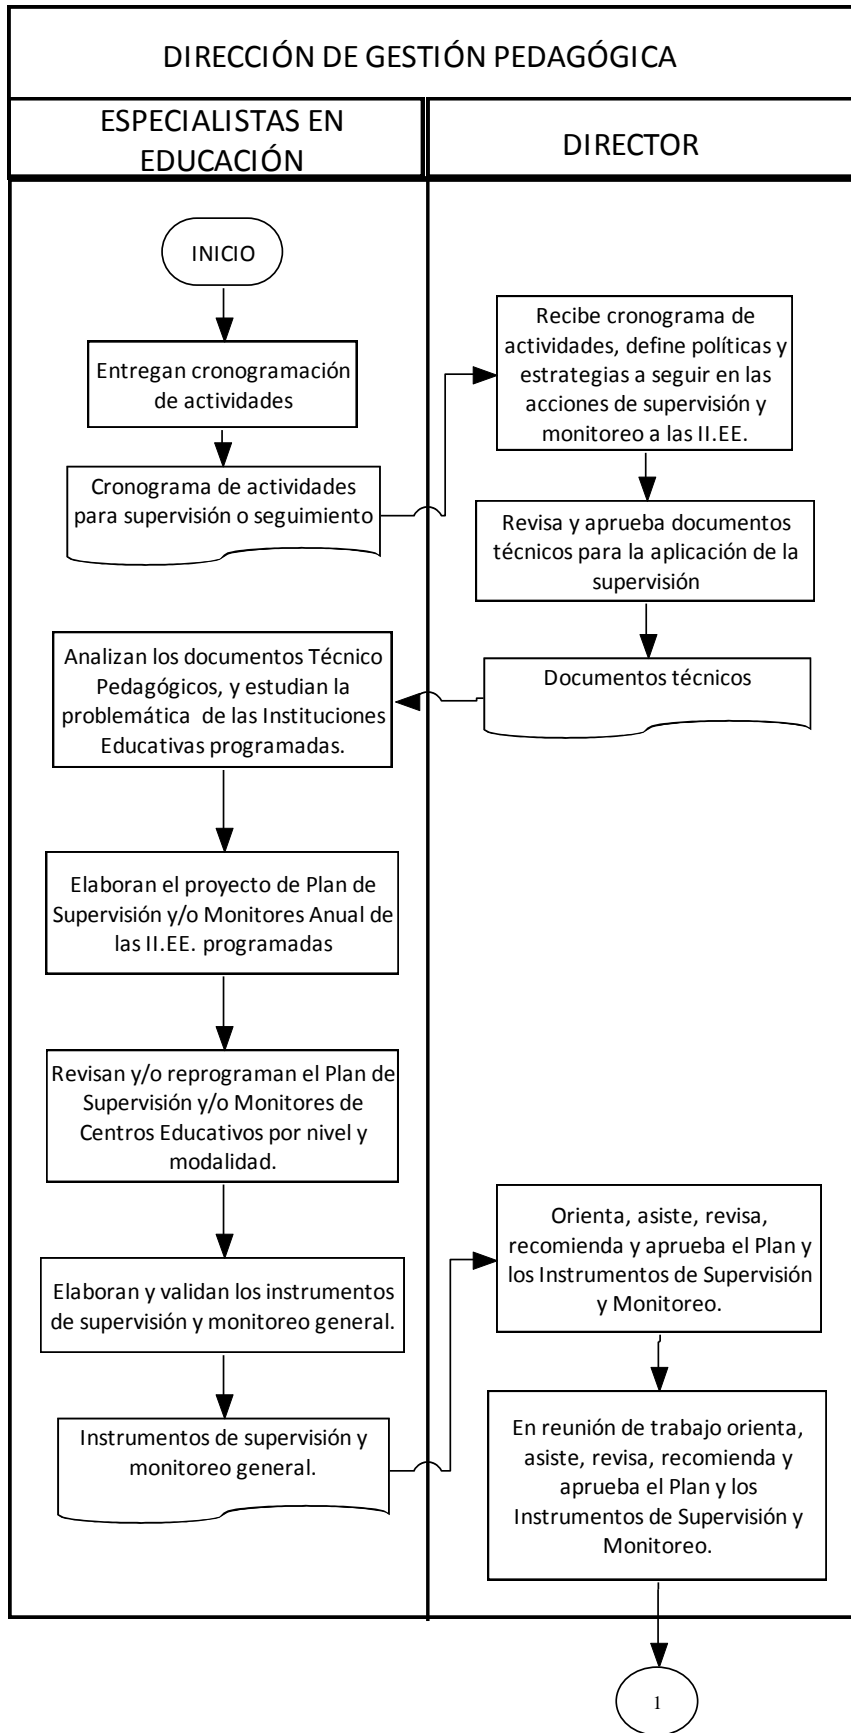 DIRECCIÓN DE GESTIÓN PEDAGÓGICA
ESPECIALISTAS EN
EDUCACIÓN
DIRECTOR
INICIO
Entregan cronogramación
de actividades
Cronograma de actividades
para supervisión o seguimiento
Recibe cronograma de
actividades, define políticas y
estrategias a seguir en las
acciones de supervisión y
monitoreo a las II.EE.
Revisa y aprueba documentos
técnicos para la aplicación de la
supervisión
Documentos técnicos
Analizan los documentos Técnico
Pedagógicos, y estudian la
problemática de las Instituciones
Educativas programadas.
Elaboran el proyecto de Plan de
Supervisión y/o Monitores Anual de
las II.EE. programadas
Revisan y/o reprograman el Plan de
Supervisión y/o Monitores de
Centros Educativos por nivel y
modalidad.
Elaboran y validan los instrumentos
de supervisión y monitoreo general.
Instrumentos de supervisión y
monitoreo general.
Orienta, asiste, revisa,
recomienda y aprueba el Plan y
los Instrumentos de Supervisión
y Monitoreo.
En reunión de trabajo orienta,
asiste, revisa, recomienda y
aprueba el Plan y los
Instrumentos de Supervisión y
Monitoreo.
1